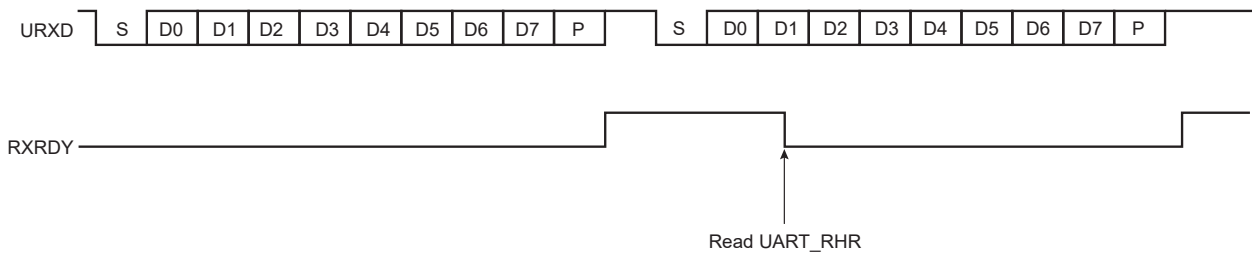 URXD S D0 D1 D2 D3 D4 D5 D6 D7 P S D0 D1 D2 D3 D4 D5 D6 D7 P
RXRDY
Read UART_RHR